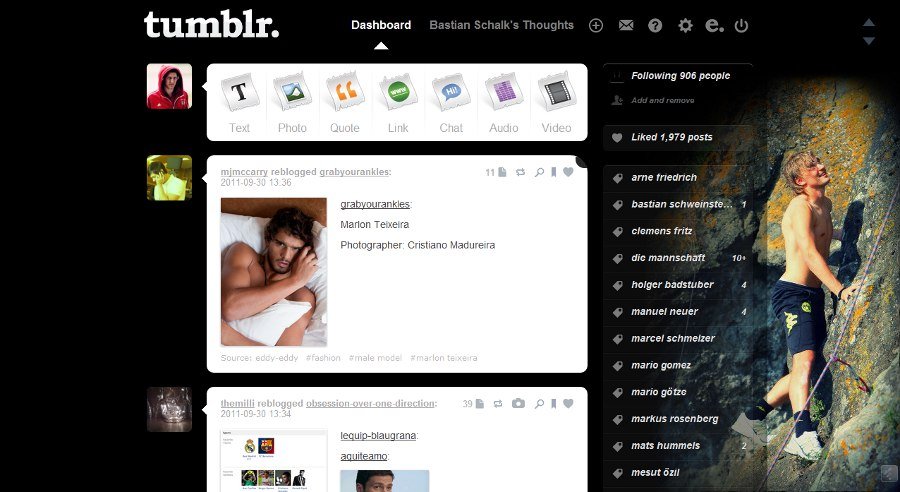 tumblr.
Dashboard
Bastian Schalk's Thoughts
Text
Photo
Quote
Link
Chat
Audio
Video
mjmccarry reblogged grabyourankles:
2011-09-30 13:36
11
grabyourankles:
Marlon Teixeira
Photographer: Cristiano Madureira
Source: eddy-eddy #fashion #male model #marlon teixeira
themilli reblogged obsession-over-one-direction:
2011-09-30 13:34
39
lequip-blaugrana:
aquiteamo:
Following 906 people
Add and remove
Liked 1,979 posts
arne friedrich
bastian schweinste... 1
clemens fritz
die mannschaft 10+
holger badstuber 4
manuel neuer 4
marcel schmelzer
mario gomez
mario götze
markus rosenberg
mats hummels 2
mesut özil